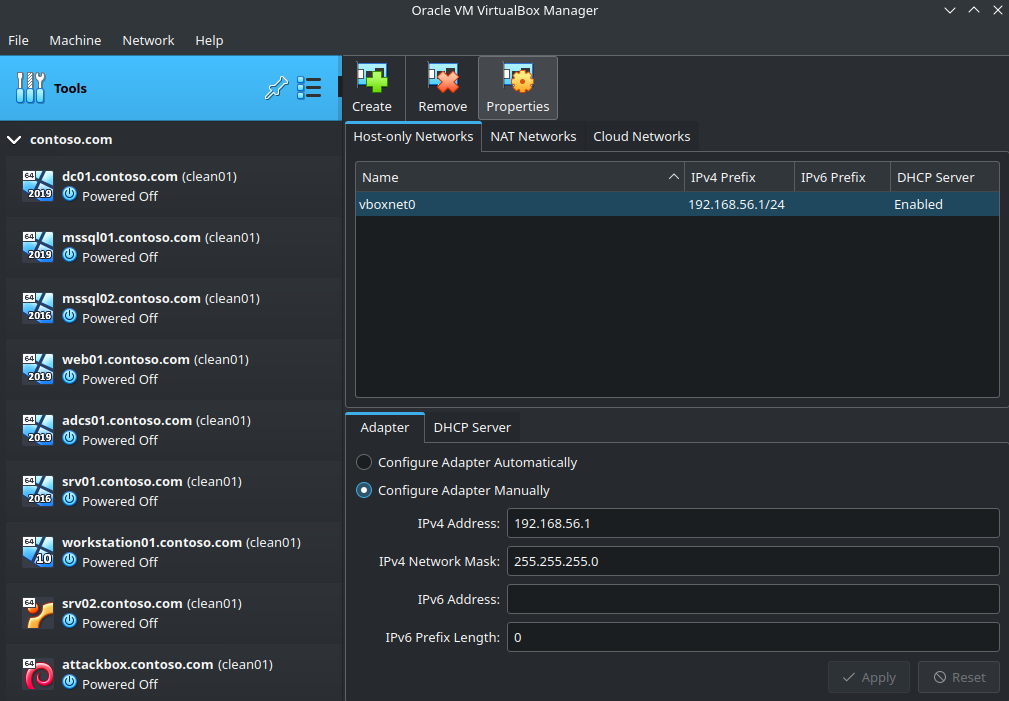 Oracle VM VirtualBox Manager
File Machine Network Help
Tools
Create Remove Properties
contoso.com
64 2019 dc01.contoso.com (clean01)
Powered Off
64 2019 mssql01.contoso.com (clean01)
Powered Off
64 2016 mssql02.contoso.com (clean01)
Powered Off
64 2019 web01.contoso.com (clean01)
Powered Off
64 2019 adcs01.contoso.com (clean01)
Powered Off
64 2016 srv01.contoso.com (clean01)
Powered Off
64 10 workstation01.contoso.com (clean01)
Powered Off
64 srv02.contoso.com (clean01)
Powered Off
64 attackbox.contoso.com (clean01)
Powered Off
Host-only Networks NAT Networks Cloud Networks
Name IPv4 Prefix IPv6 Prefix DHCP Server
vboxnet0 192.168.56.1/24 Enabled
Adapter DHCP Server
Configure Adapter Automatically
Configure Adapter Manually
IPv4 Address: 192.168.56.1
IPv4 Network Mask: 255.255.255.0
IPv6 Address:
IPv6 Prefix Length: 0
Apply Reset